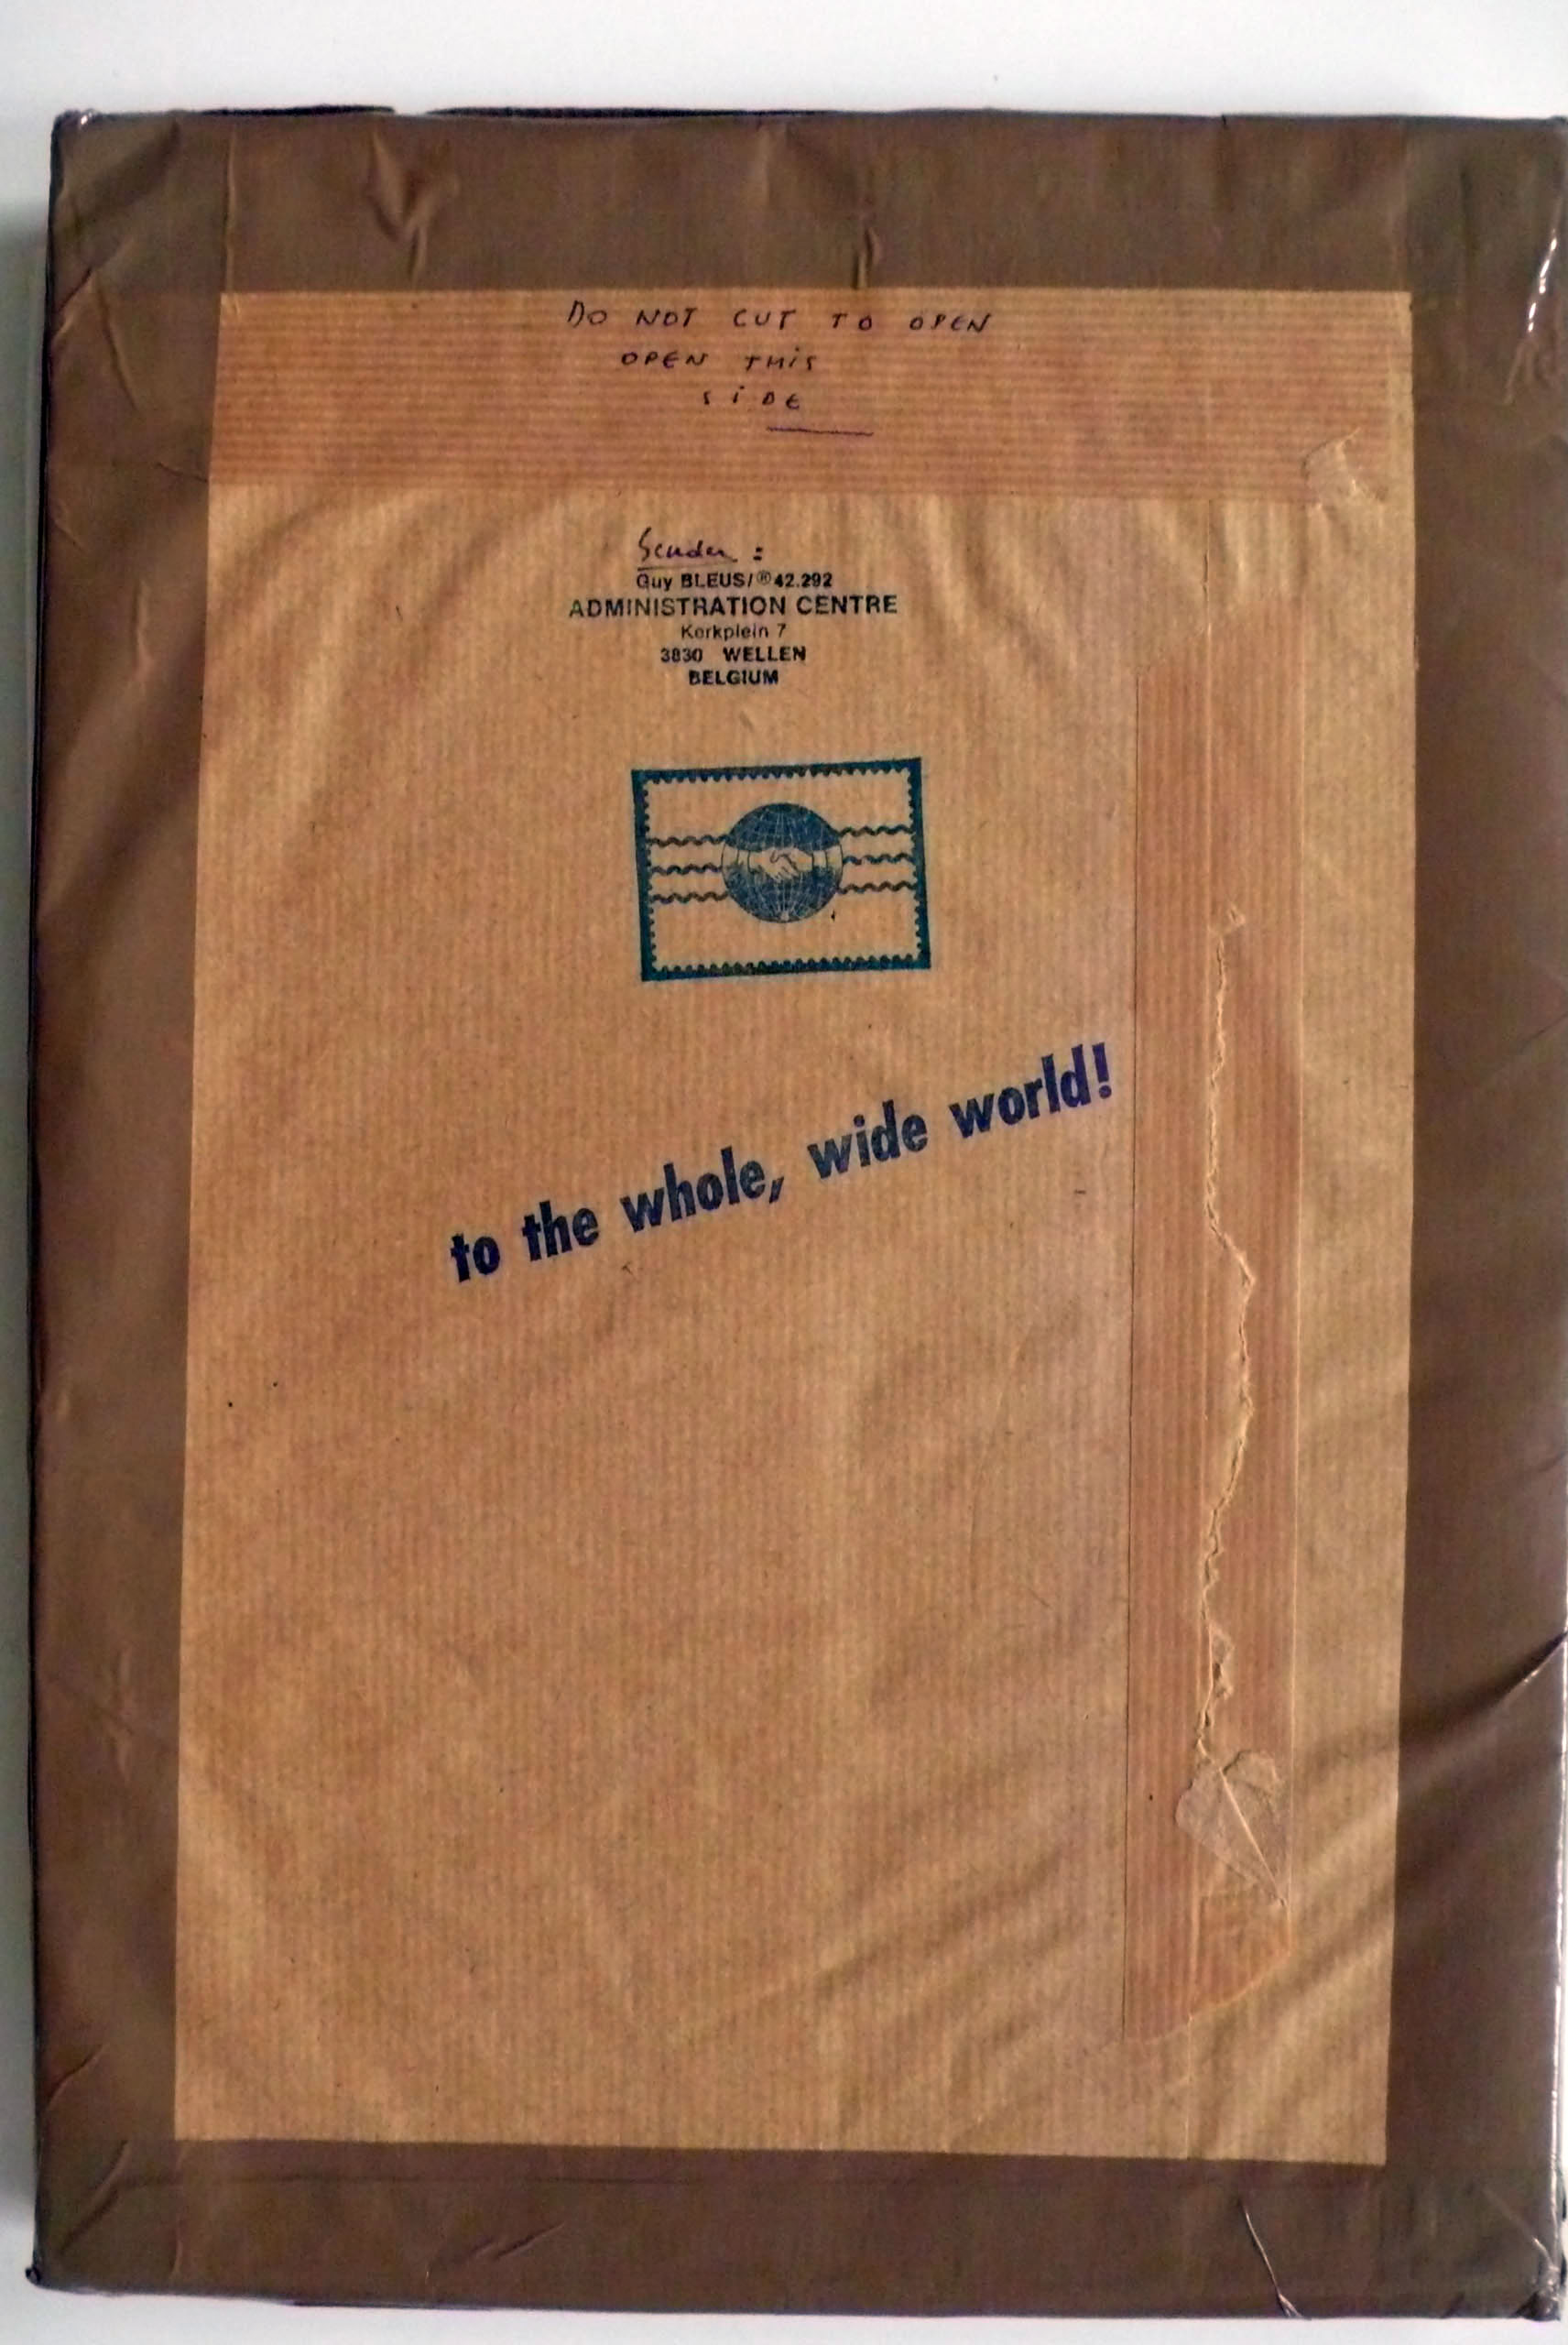 DO NOT CUT TO OPEN
OPEN THIS
SiDE
Sender :
Guy BLEUS/®42.292
ADMINISTRATION CENTRE
Kerkplein 7
3830 WELLEN
BELGIUM
to the whole, wide world!